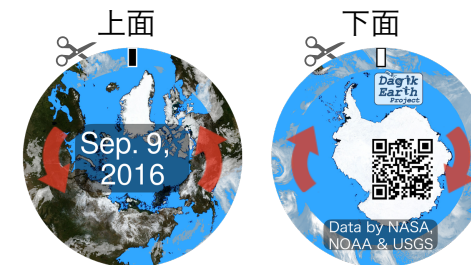 上面
下面
Sep. 9,
2016
Dagik
Earth
Project
Data by NASA,
NOAA & USGS